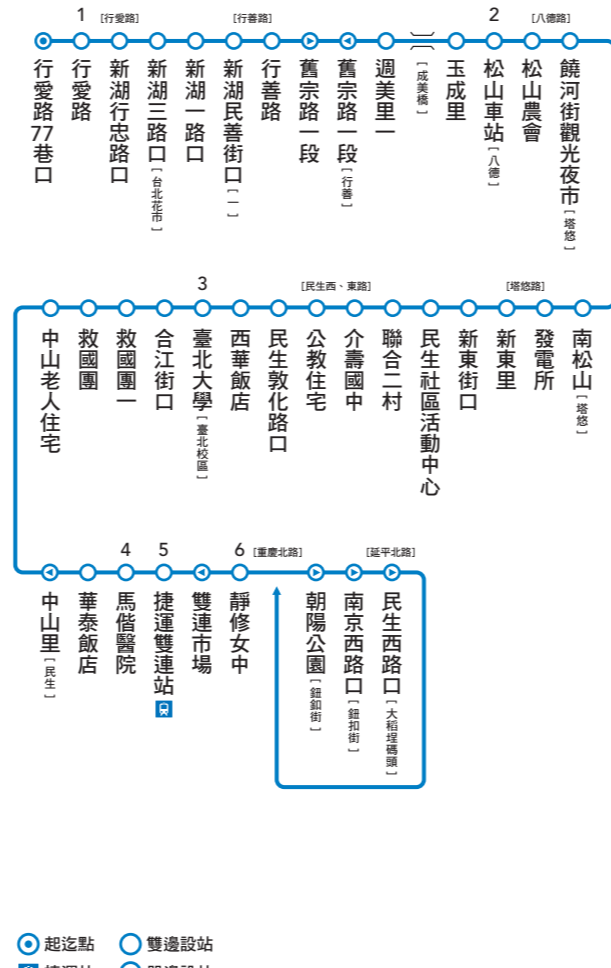 1 [行愛路] [行善路] 2 [八德路]
行愛路77巷口
行愛路
新湖行忠路口
新湖三路口[台北花市]
新湖一路口
新湖民善街口[一]
行善路
舊宗路一段
舊宗路一段[行善]
週美里一
[成美橋]
玉成里
松山車站[八德]
松山農會
饒河街觀光夜市[塔悠]
3 [民生西、東路] [塔悠路]
中山老人住宅
救國團
救國團一
合江街口
臺北大學[臺北校區]
西華飯店
民生敦化路口
公教住宅
介壽國中
聯合二村
民生社區活動中心
新東街口
新東里
發電所
南松山[塔悠]
4 5 6 [重慶北路] [延平北路]
中山里[民生]
華泰飯店
馬偕醫院
捷運雙連站
雙連市場
靜修女中
朝陽公園[鈕釦街]
南京西路口[鈕扣街]
民生西路口[大稻埕碼頭]
起迄點 雙邊設站